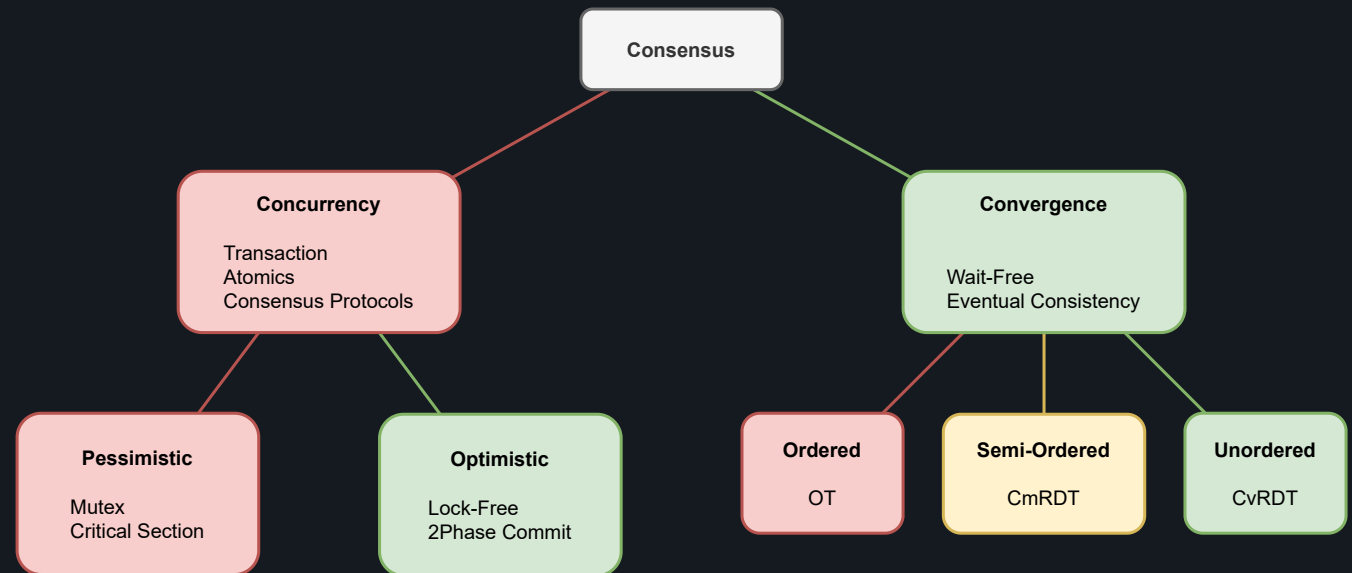 Consensus
Concurrency
Transaction
Atomics
Consensus Protocols
Convergence
Wait-Free
Eventual Consistency
Pessimistic
Mutex
Critical Section
Optimistic
Lock-Free
2Phase Commit
Ordered
OT
Semi-Ordered
CmRDT
Unordered
CvRDT